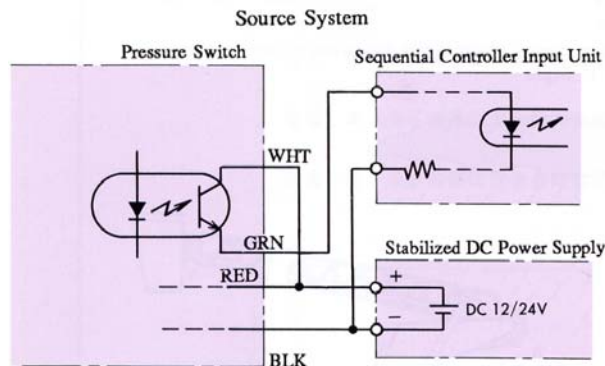 Source System
Pressure Switch
Sequential Controller Input Unit
WHT
GRN
Stabilized DC Power Supply
RED
+
DC 12/24V
−
BLK